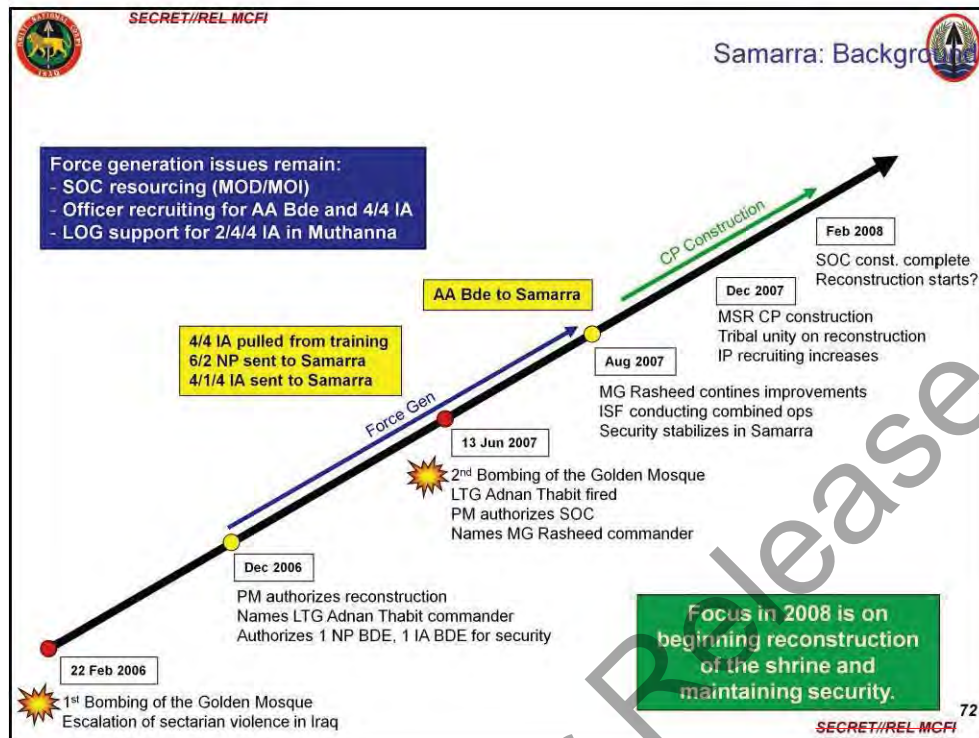 SECRET//REL MCFI
Samarra: Background
IRAQ
Force generation issues remain:
- SOC resourcing (MOD/MOI)
- Officer recruiting for AA Bde and 4/4 IA
- LOG support for 2/4/4 IA in Muthanna
CP Construction
Feb 2008
SOC const. complete
Reconstruction starts?
AA Bde to Samarra
Dec 2007
MSR CP construction
Tribal unity on reconstruction
IP recruiting increases
4/4 IA pulled from training
6/2 NP sent to Samarra
4/1/4 IA sent to Samarra
Force Gen
Aug 2007
MG Rasheed contines improvements
ISF conducting combined ops
Security stabilizes in Samarra
13 Jun 2007
2nd Bombing of the Golden Mosque
LTG Adnan Thabit fired
PM authorizes SOC
Names MG Rasheed commander
Dec 2006
PM authorizes reconstruction
Names LTG Adnan Thabit commander
Authorizes 1 NP BDE, 1 IA BDE for security
Focus in 2008 is on
beginning reconstruction
of the shrine and
maintaining security.
22 Feb 2006
1st Bombing of the Golden Mosque
Escalation of sectarian violence in Iraq
72
SECRET//REL MCFI
Release